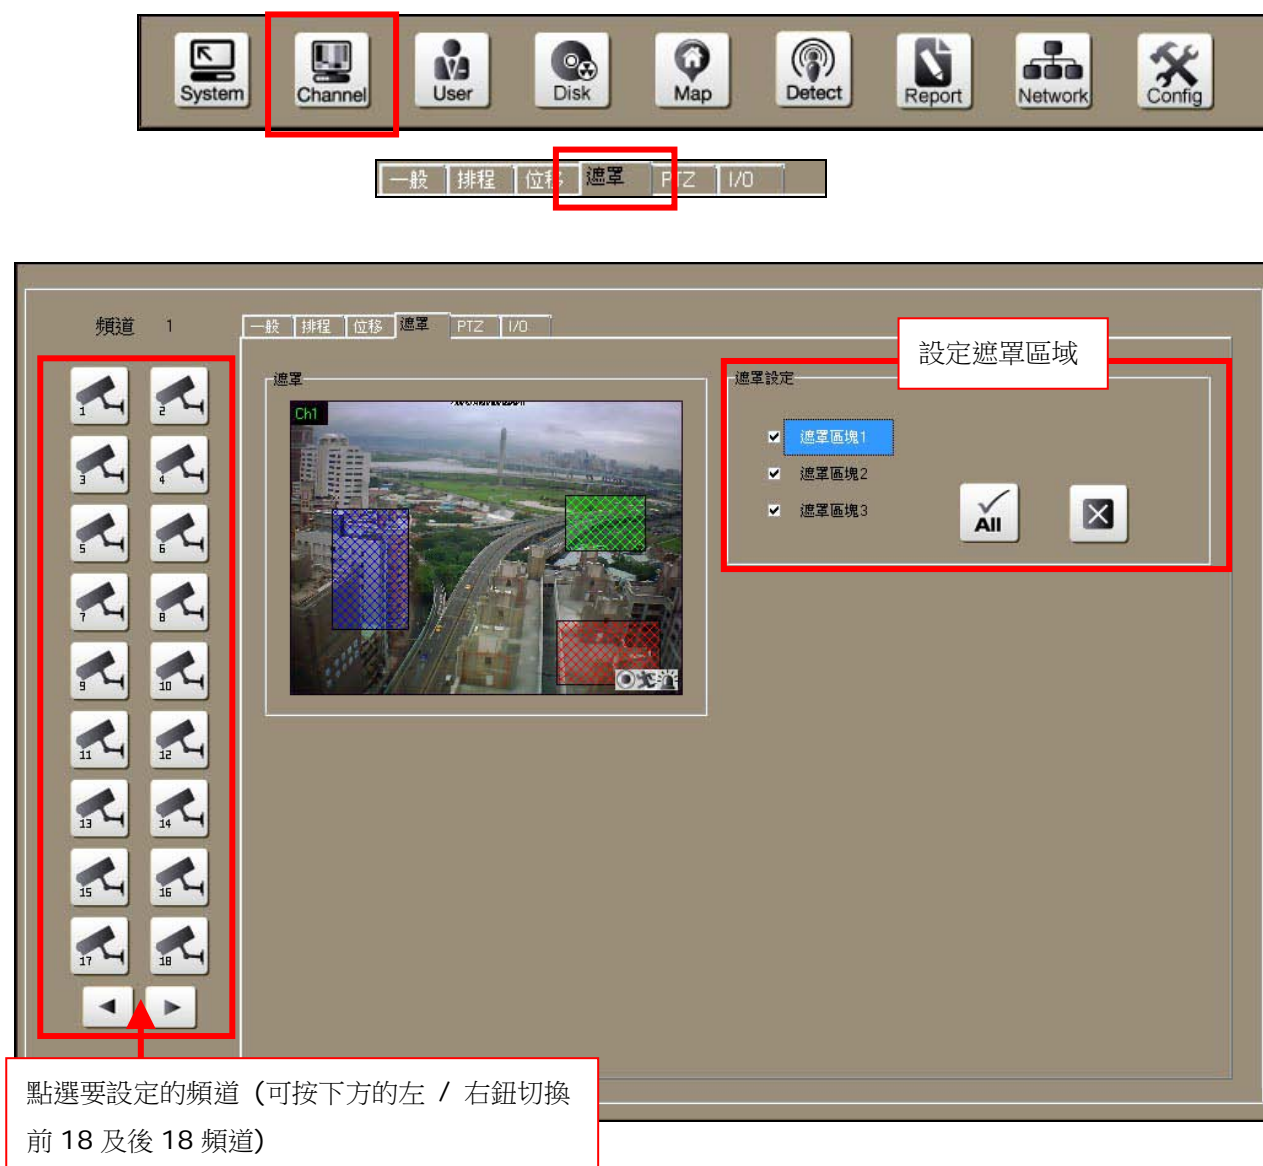 System Channel User Disk Map Detect Report Network Config
一般 排程 位移 遮罩 PTZ I/O
頻道 1
一般 排程 位移 遮罩 PTZ I/O
設定遮罩區域
遮罩
遮罩設定
Ch1
遮罩區塊1
遮罩區塊2
遮罩區塊3
All
1 2
3 4
5 6
7 8
9 10
11 12
13 14
15 16
17 18
點選要設定的頻道 (可按下方的左 / 右鈕切換
前 18 及後 18 頻道)